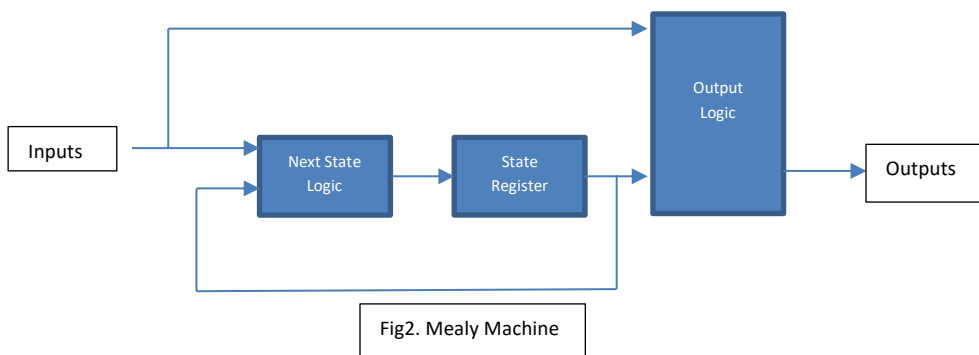 Inputs
Next State
Logic
State
Register
Output
Logic
Outputs
Fig2. Mealy Machine